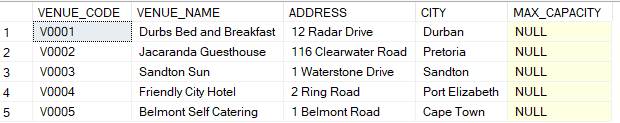 VENUE_CODE VENUE_NAME ADDRESS CITY MAX_CAPACITY
1 V0001 Durbs Bed and Breakfast 12 Radar Drive Durban NULL
2 V0002 Jacaranda Guesthouse 116 Clearwater Road Pretoria NULL
3 V0003 Sandton Sun 1 Waterstone Drive Sandton NULL
4 V0004 Friendly City Hotel 2 Ring Road Port Elizabeth NULL
5 V0005 Belmont Self Catering 1 Belmont Road Cape Town NULL